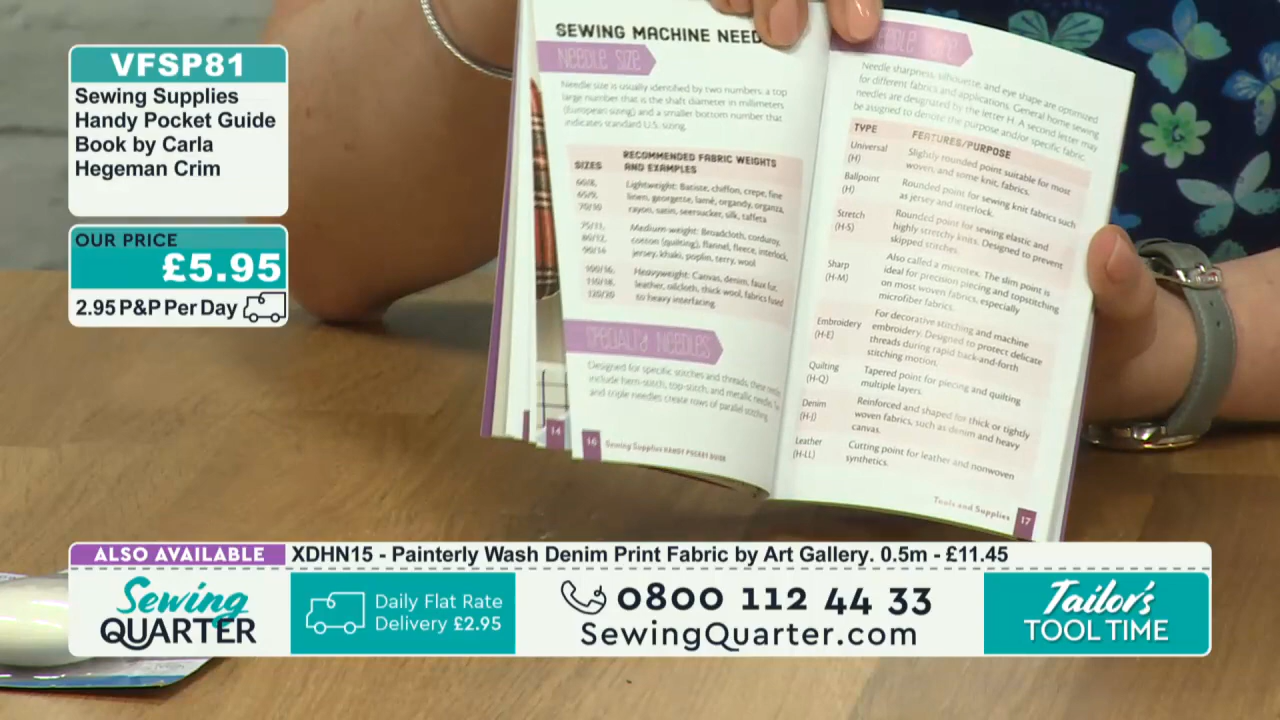 VFSP81
Sewing Supplies
Handy Pocket Guide
Book by Carla
Hegeman Crim
OUR PRICE
£5.95
2.95 P&P Per Day
SEWING MACHINE NEED
NEEDLE SIZE
Needle size is usually identified by two numbers, a top
large number that is the shaft diameter in millimeters
(European sizing) and a smaller bottom number that
indicates standard U.S. sizing.
SIZES
RECOMMENDED FABRIC WEIGHTS
AND EXAMPLES
60/8,
65/9,
70/10
Lightweight: Batiste, chiffon, crepe, fine
linen, georgette, lamé, organdy, organza,
rayon, satin, seersucker, silk, taffeta
75/11,
80/12,
90/14
Medium-weight: Broadcloth, corduroy,
cotton (quilting), flannel, fleece, interlock,
jersey, khaki, poplin, terry, wool
100/16,
110/18,
120/20
Heavyweight: Canvas, denim, faux fur,
leather, oilcloth, thick wool, fabrics fused
to heavy interfacing
SPECIALTY NEEDLES
Designed for specific stitches and threads, these
include hem-stitch, top-stitch, and metallic needles
and triple needles create rows of parallel stitching
14
16
Sewing Supplies HANDY POCKET GUIDE
Needle sharpness, silhouette, and eye shape are optimized
for different fabrics and applications. General home sewing
needles are designated by the letter H. A second letter may
be assigned to denote the purpose and/or specific fabric.
TYPE
FEATURES/PURPOSE
Universal
(H)
Slightly rounded point suitable for most
woven, and some knit, fabrics.
Ballpoint
(H)
Rounded point for sewing knit fabrics such
as jersey and interlock.
Stretch
(H-S)
Rounded point for sewing elastic and
highly stretchy knits. Designed to prevent
skipped stitches.
Sharp
(H-M)
Also called a microtex. The slim point is
ideal for precision piecing and topstitching
on most woven fabrics, especially
microfiber fabrics.
Embroidery
(H-E)
For decorative stitching and machine
embroidery. Designed to protect delicate
threads during rapid back-and-forth
stitching motion.
Quilting
(H-Q)
Tapered point for piecing and quilting
multiple layers.
Denim
(H-J)
Reinforced and shaped for thick or tightly
woven fabrics, such as denim and heavy
canvas.
Leather
(H-LL)
Cutting point for leather and nonwoven
synthetics.
Tools and Supplies
17
ALSO AVAILABLE
XDHN15 - Painterly Wash Denim Print Fabric by Art Gallery. 0.5m - £11.45
Sewing
QUARTER
Daily Flat Rate
Delivery £2.95
0800 112 44 33
SewingQuarter.com
Tailor's
TOOL TIME